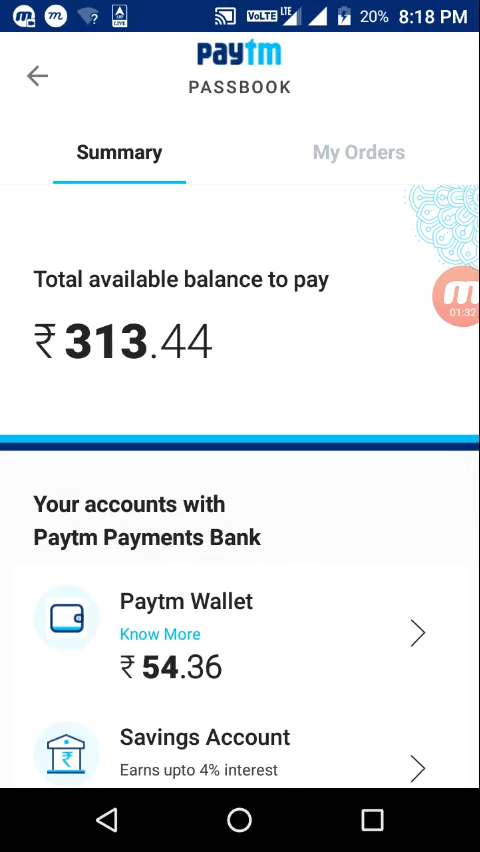 VoLTE LTE 20% 8:18 PM
LIVE
paytm
PASSBOOK
Summary My Orders
Total available balance to pay
₹ 313.44
m
01:32
Your accounts with
Paytm Payments Bank
Paytm Wallet
Know More
₹ 54.36
Savings Account
Earns upto 4% interest